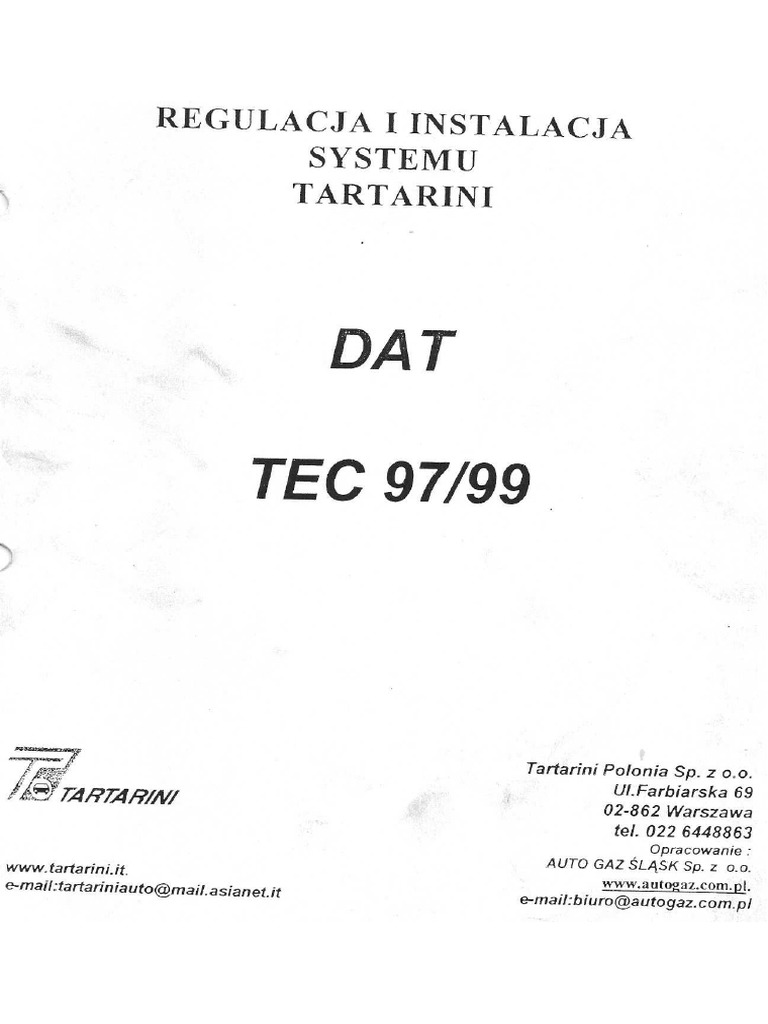 REGULACJA I INSTALACJA
SYSTEMU
TARTARINI
DAT
TEC 97/99
TARTARINI
www.tartarini.it.
e-mail:tartariniauto@mail.asianet.it
Tartarini Polonia Sp. z o.o.
Ul.Farbiarska 69
02-862 Warszawa
tel. 022 6448863
Opracowanie :
AUTO GAZ ŚLĄSK Sp. z o.o.
www.autogaz.com.pl.
e-mail:biuro@autogaz.com.pl